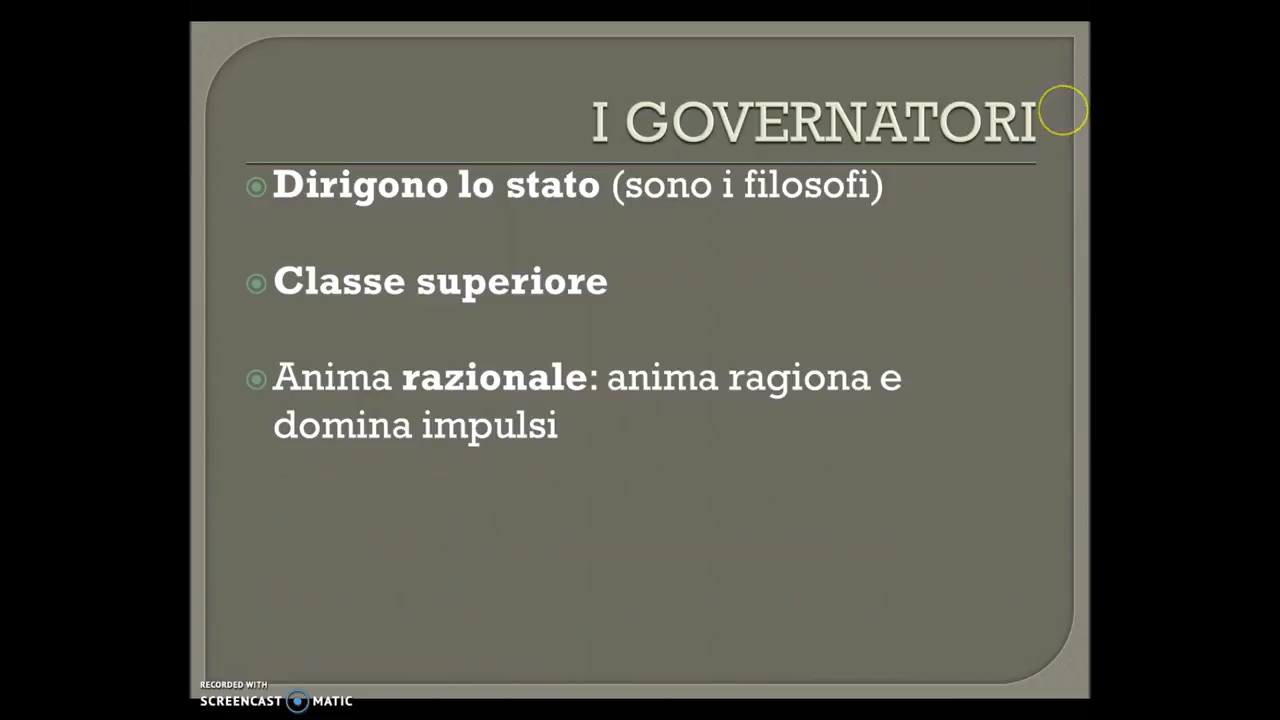 I GOVERNATORI
Dirigono lo stato (sono i filosofi)
Classe superiore
Anima razionale: anima ragiona e
domina impulsi
RECORDED WITH
SCREENCAST MATIC